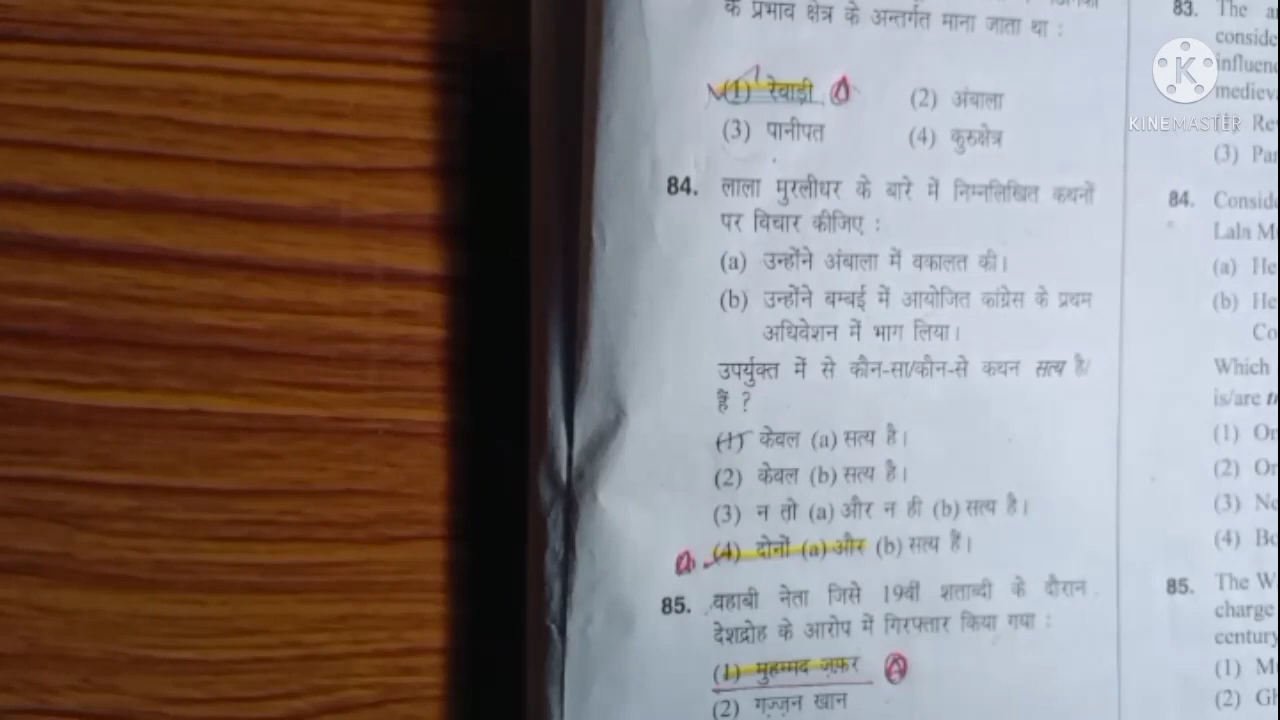 के प्रभाव क्षेत्र के अन्तर्गत माना जाता था :
(1) रेवाड़ी A (2) अंबाला
(3) पानीपत (4) कुरुक्षेत्र
84. लाला मुरलीधर के बारे में निम्नलिखित कथनों
पर विचार कीजिए :
(a) उन्होंने अंबाला में वकालत की।
(b) उन्होंने बम्बई में आयोजित कांग्रेस के प्रथम
अधिवेशन में भाग लिया।
उपर्युक्त में से कौन-सा/कौन-से कथन सत्य है/
हैं ?
(1) केवल (a) सत्य है।
(2) केवल (b) सत्य है।
(3) न तो (a) और न ही (b) सत्य है।
(4) दोनों (a) और (b) सत्य हैं।
85. वहाबी नेता जिसे 19वीं शताब्दी के दौरान
देशद्रोह के आरोप में गिरफ्तार किया गया :
(1) मुहम्मद ज़फ़र A
(2) गज़्ज़न खान
83. The a
conside
influenc
mediev
Re
(3) Pa
84. Consid
Lala M
(a) He
(b) He
Co
Which
is/are
(1) On
(2) On
(3) Ne
(4) Bo
85. The W
charge
century
(1) M
(2) Gh
K
KINEMASTER